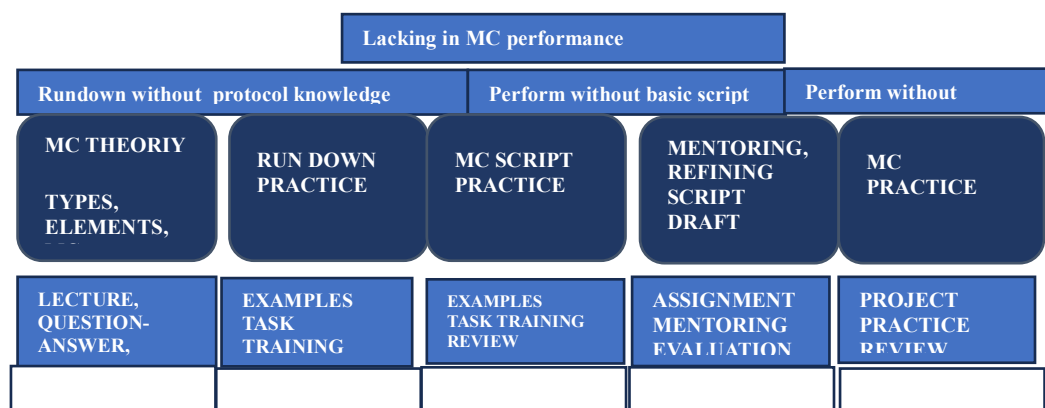 Lacking in MC performance
Rundown without protocol knowledge
Perform without basic script
Perform without
MC THEORIY
TYPES,
ELEMENTS,
RUN DOWN
PRACTICE
MC SCRIPT
PRACTICE
MENTORING,
REFINING
SCRIPT
DRAFT
MC
PRACTICE
LECTURE,
QUESTION-
ANSWER,
EXAMPLES
TASK
TRAINING
EXAMPLES
TASK TRAINING
REVIEW
ASSIGNMENT
MENTORING
EVALUATION
PROJECT
PRACTICE
REVIEW